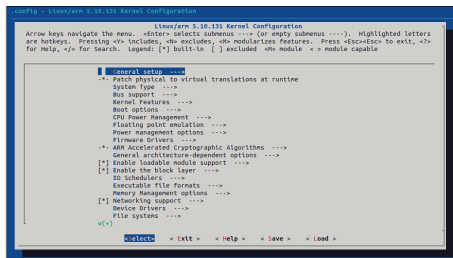 .config - Linux/arm 5.10.131 Kernel Configuration
Linux/arm 5.10.131 Kernel Configuration
Arrow keys navigate the menu. <Enter> selects submenus ---> (or empty submenus ----). Highlighted letters
are hotkeys. Pressing <Y> includes, <N> excludes, <M> modularizes features. Press <Esc><Esc> to exit, <?>
for Help, </> for Search. Legend: [*] built-in [ ] excluded <M> module < > module capable
General setup --->
-*- Patch physical to virtual translations at runtime
System Type --->
Bus support --->
Kernel Features --->
Boot options --->
CPU Power Management --->
Floating point emulation --->
Power management options --->
Firmware Drivers --->
-*- ARM Accelerated Cryptographic Algorithms --->
General architecture-dependent options --->
[*] Enable loadable module support --->
[*] Enable the block layer --->
IO Schedulers --->
Executable file formats --->
Memory Management options --->
[*] Networking support --->
Device Drivers --->
File systems --->
v(+)
<Select> < Exit > < Help > < Save > < Load >